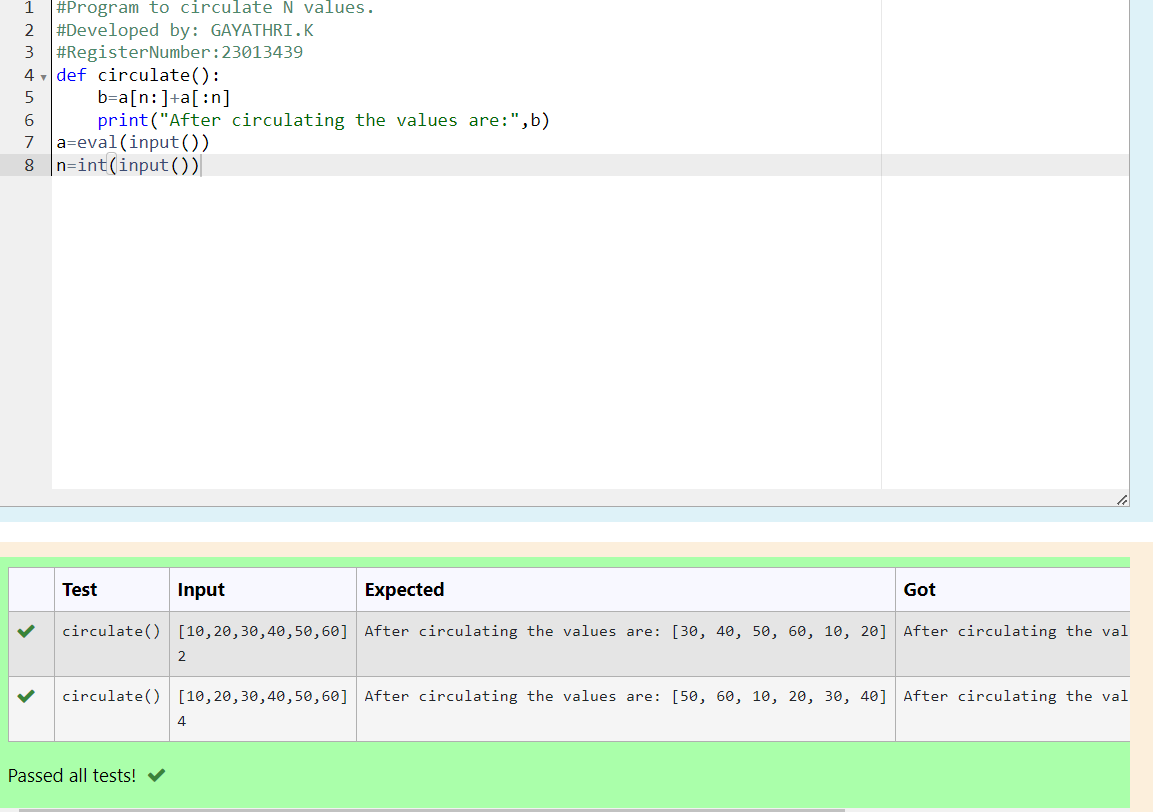 1 #Program to circulate N values.
2 #Developed by: GAYATHRI.K
3 #RegisterNumber:23013439
4 def circulate():
5     b=a[n:]+a[:n]
6     print("After circulating the values are:",b)
7 a=eval(input())
8 n=int(input())
Test Input Expected Got
circulate() [10,20,30,40,50,60] After circulating the values are: [30, 40, 50, 60, 10, 20] After circulating the val
2
circulate() [10,20,30,40,50,60] After circulating the values are: [50, 60, 10, 20, 30, 40] After circulating the val
4
Passed all tests!